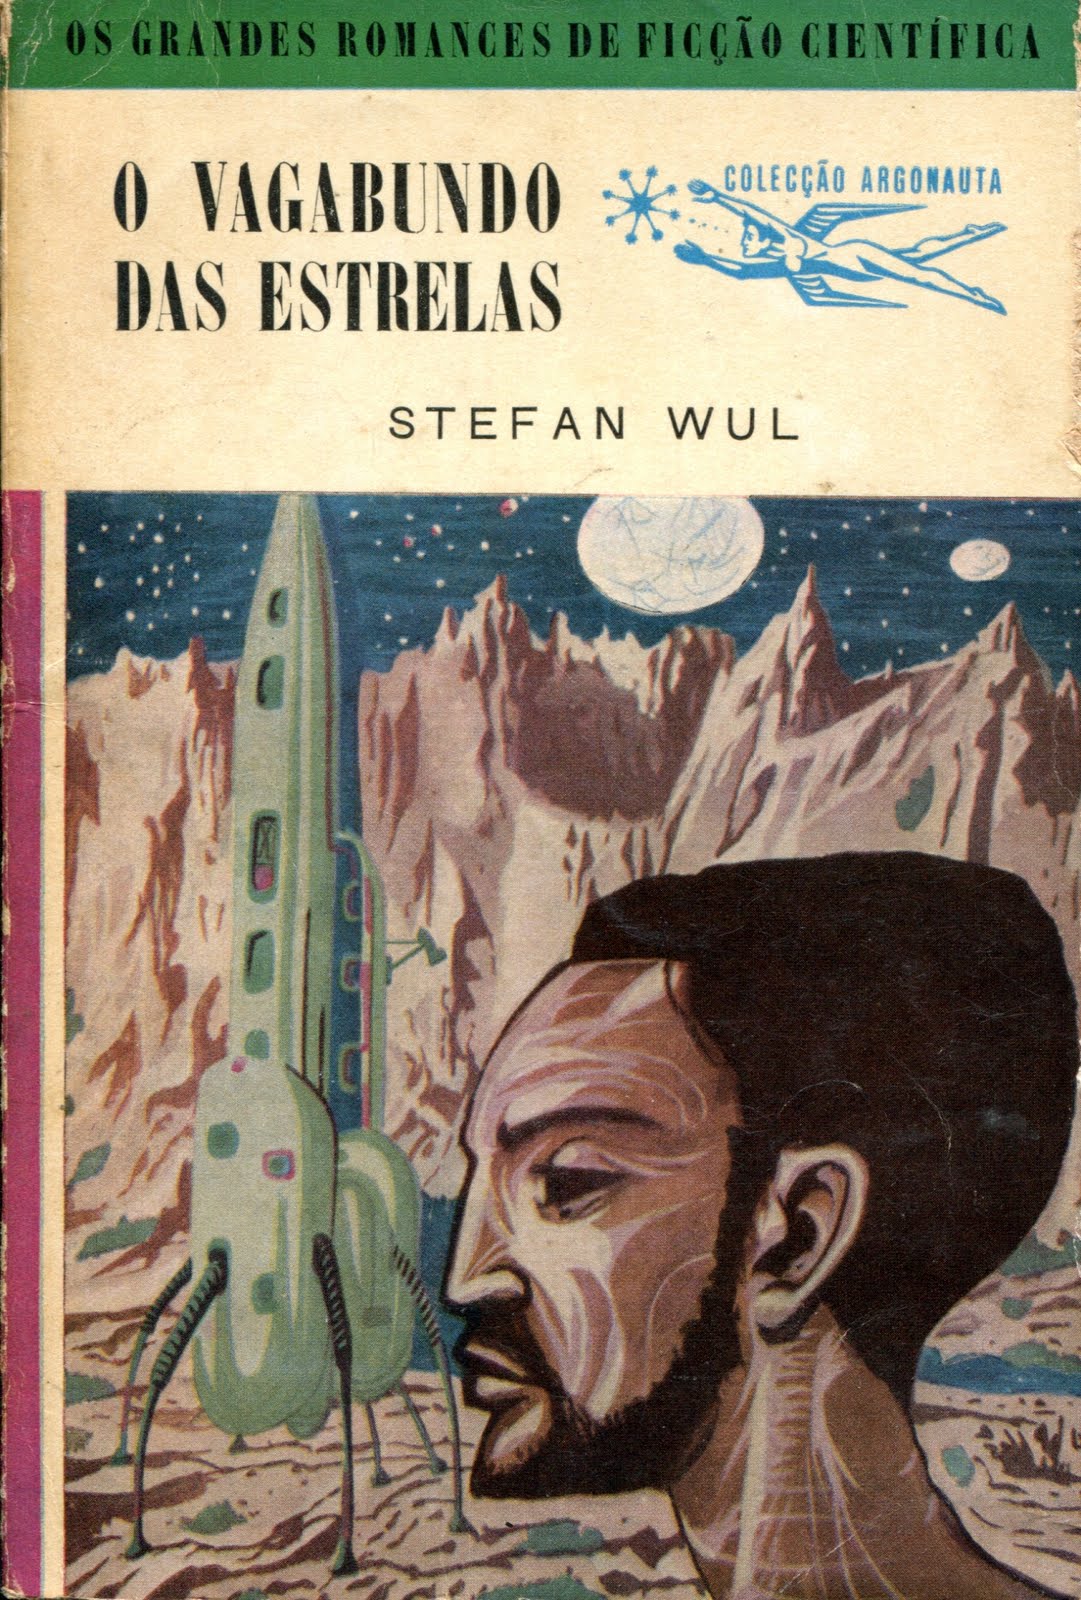 OS GRANDES ROMANCES DE FICÇÃO CIENTÍFICA
O VAGABUNDO
DAS ESTRELAS
COLECÇÃO ARGONAUTA
STEFAN WUL